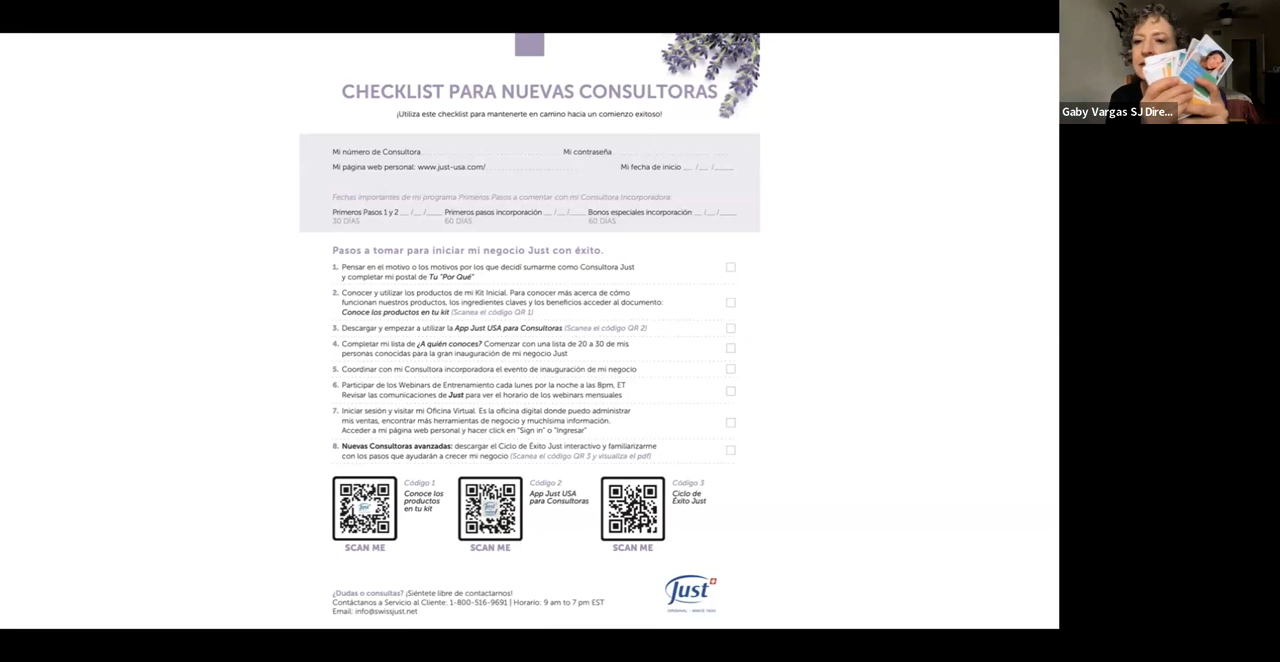 CHECKLIST PARA NUEVAS CONSULTORAS
¡Utiliza este checklist para mantenerte en camino hacia un comienzo exitoso!
Mi número de Consultora
Mi contraseña
Mi página web personal: www.just-usa.com/
Mi fecha de inicio __ /__ /____
Fechas importantes de mi programa Primeros Pasos a comentar con mi Consultora Incorporadora:
Primeros Pasos 1 y 2 __ /__ /____ Primeros pasos incorporación __ /__ /____ Bonos especiales incorporación __ /__ /____
30 DÍAS 60 DÍAS 60 DÍAS
Pasos a tomar para iniciar mi negocio Just con éxito.
1. Pensar en el motivo o los motivos por los que decidí sumarme como Consultora Just
y completar mi postal de Tu "Por Qué"
2. Conocer y utilizar los productos de mi Kit Inicial. Para conocer más acerca de cómo
funcionan nuestros productos, los ingredientes claves y los beneficios acceder al documento:
Conoce los productos en tu kit (Scanea el código QR 1)
3. Descargar y empezar a utilizar la App Just USA para Consultoras (Scanea el código QR 2)
4. Completar mi lista de ¿A quién conoces? Comenzar con una lista de 20 a 30 de mis
personas conocidas para la gran inauguración de mi negocio Just
5. Coordinar con mi Consultora incorporadora el evento de inauguración de mi negocio
6. Participar de los Webinars de Entrenamiento cada lunes por la noche a las 8pm, ET
Revisar las comunicaciones de Just para ver el horario de los webinars mensuales
7. Iniciar sesión y visitar mi Oficina Virtual. Es la oficina digital donde puedo administrar
mis ventas, encontrar más herramientas de negocio y muchísima información.
Acceder a mi página web personal y hacer click en "Sign in" o "Ingresar"
8. Nuevas Consultoras avanzadas: descargar el Ciclo de Éxito Just interactivo y familiarizarme
con los pasos que ayudarán a crecer mi negocio (Scanea el código QR 3 y visualiza el pdf)
Código 1
Conoce los
productos
en tu kit
SCAN ME
Código 2
App Just USA
para Consultoras
SCAN ME
Código 3
Ciclo de
Éxito Just
SCAN ME
¿Dudas o consultas? ¡Siéntete libre de contactarnos!
Contáctanos a Servicio al Cliente: 1-800-516-9691 | Horario: 9 am to 7 pm EST
Email: info@swissjust.net
Just
ORIGINAL - SINCE 1930
Gaby Vargas SJ Dire...